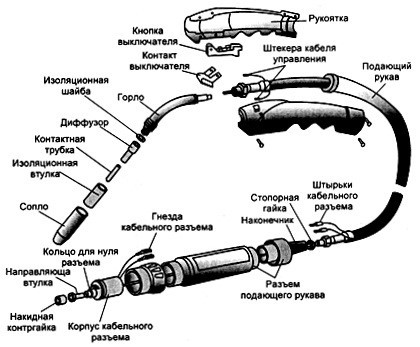 Рукоятка
Кнопка
выключателя
Штекера кабеля
управления
Контакт
выключателя
Подающий
рукав
Изоляционная
шайба
Горло
Диффузор
Контактная
трубка
Изоляционная
втулка
Сопло
Штырьки
кабельного
разъема
Стопорная
гайка
Наконечник
Гнезда
кабельного разъема
Кольцо для нуля
разъема
Направляюща
втулка
Накидная
контргайка
Корпус кабельного
разъема
Разъем
подающего рукава